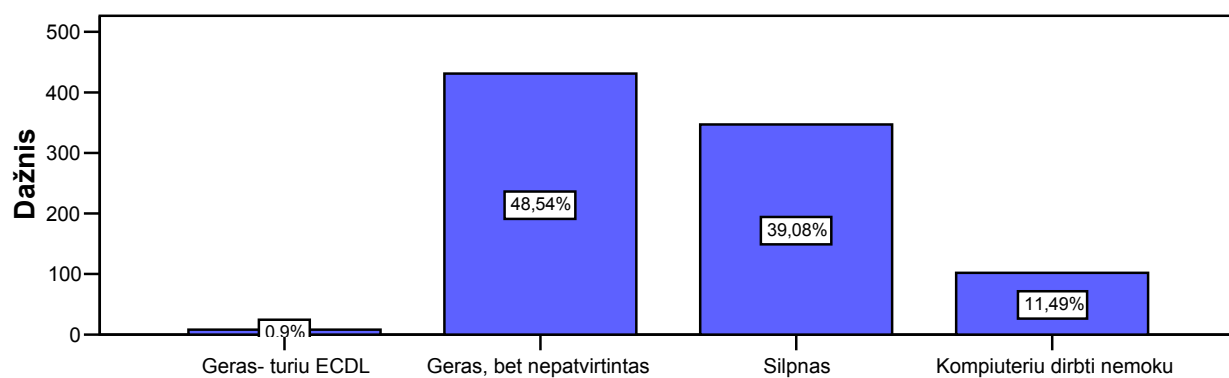 500
400
300
200
100
0
Dažnis
0,9%
48,54%
39,08%
11,49%
Geras- turiu ECDL
Geras, bet nepatvirtintas
Silpnas
Kompiuteriu dirbti nemoku